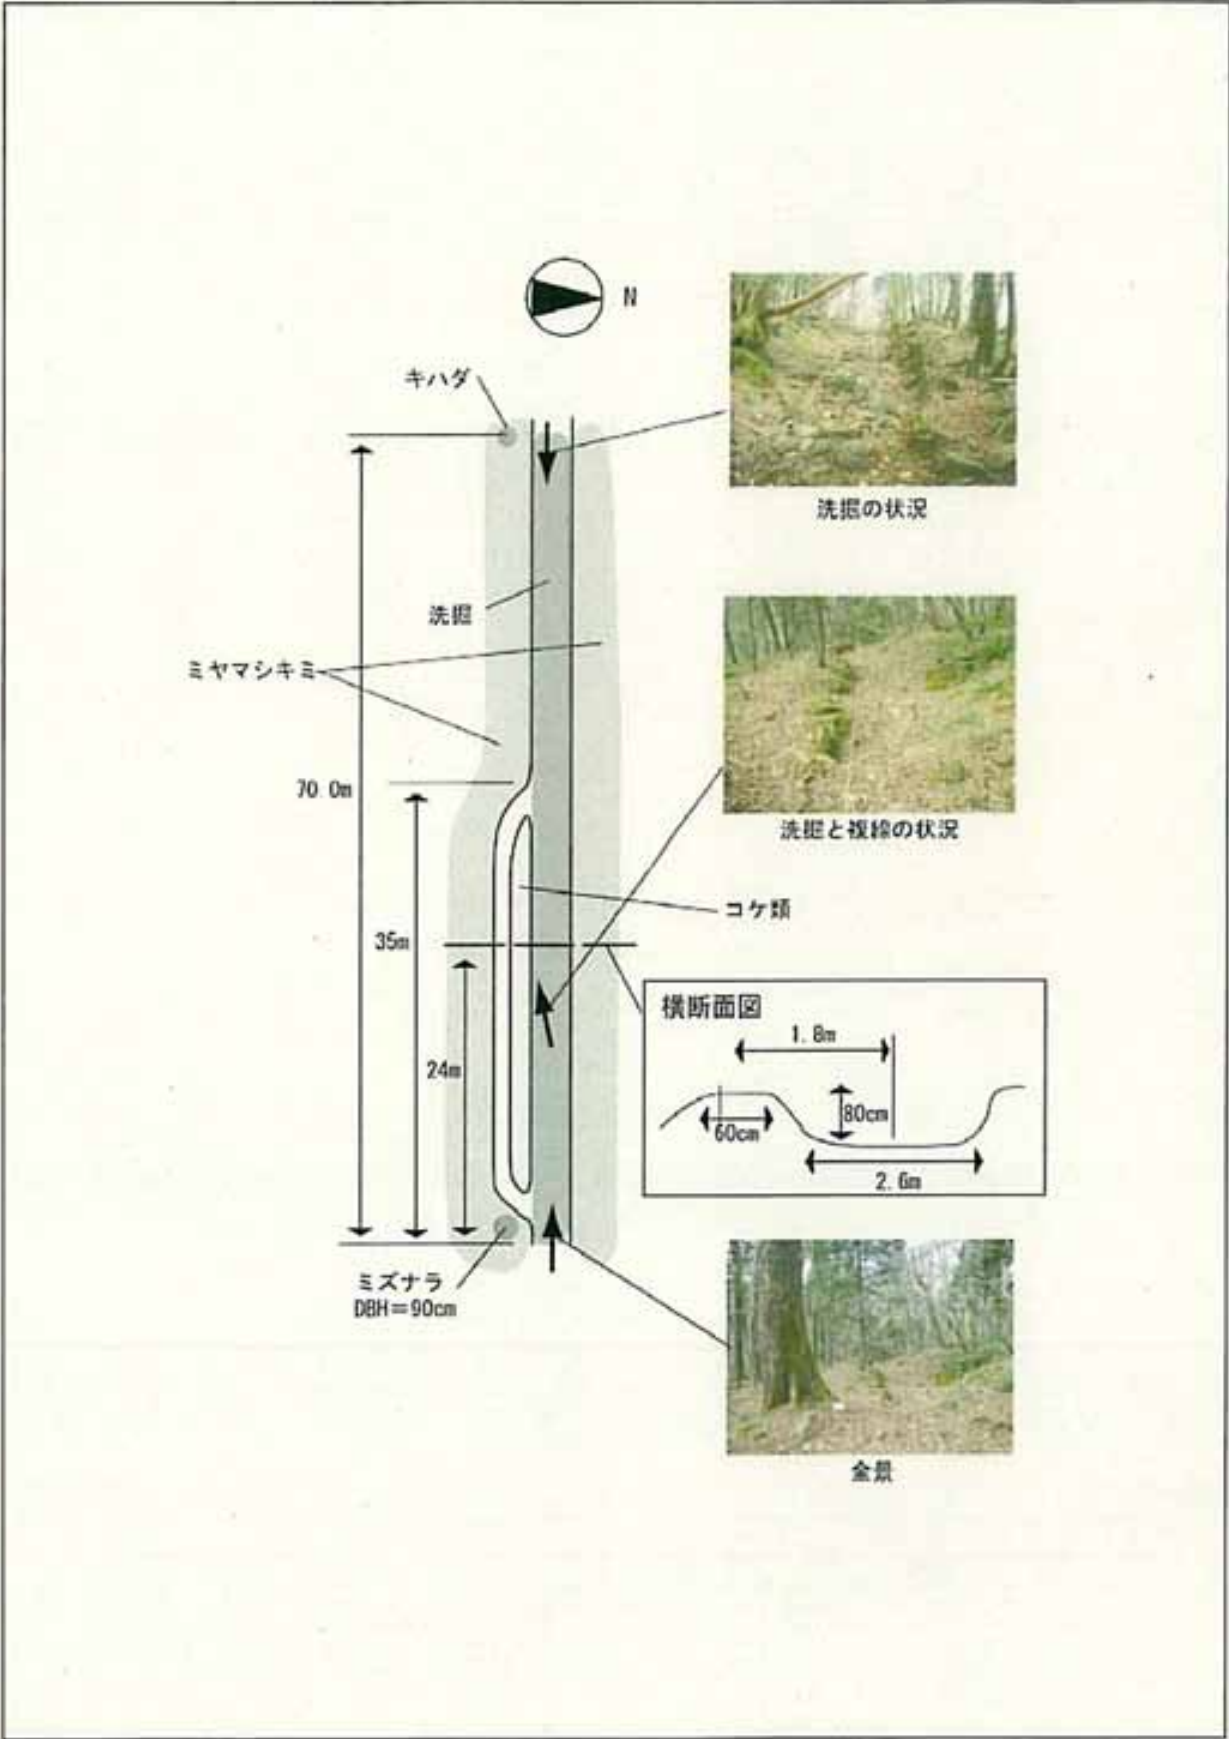 N
キハダ
洗掘の状況
洗掘
ミヤマシキミ
70.0m
洗掘と複線の状況
コケ類
35m
横断面図
1.8m
24m
80cm
60cm
2.6m
ミズナラ
DBH=90cm
全景